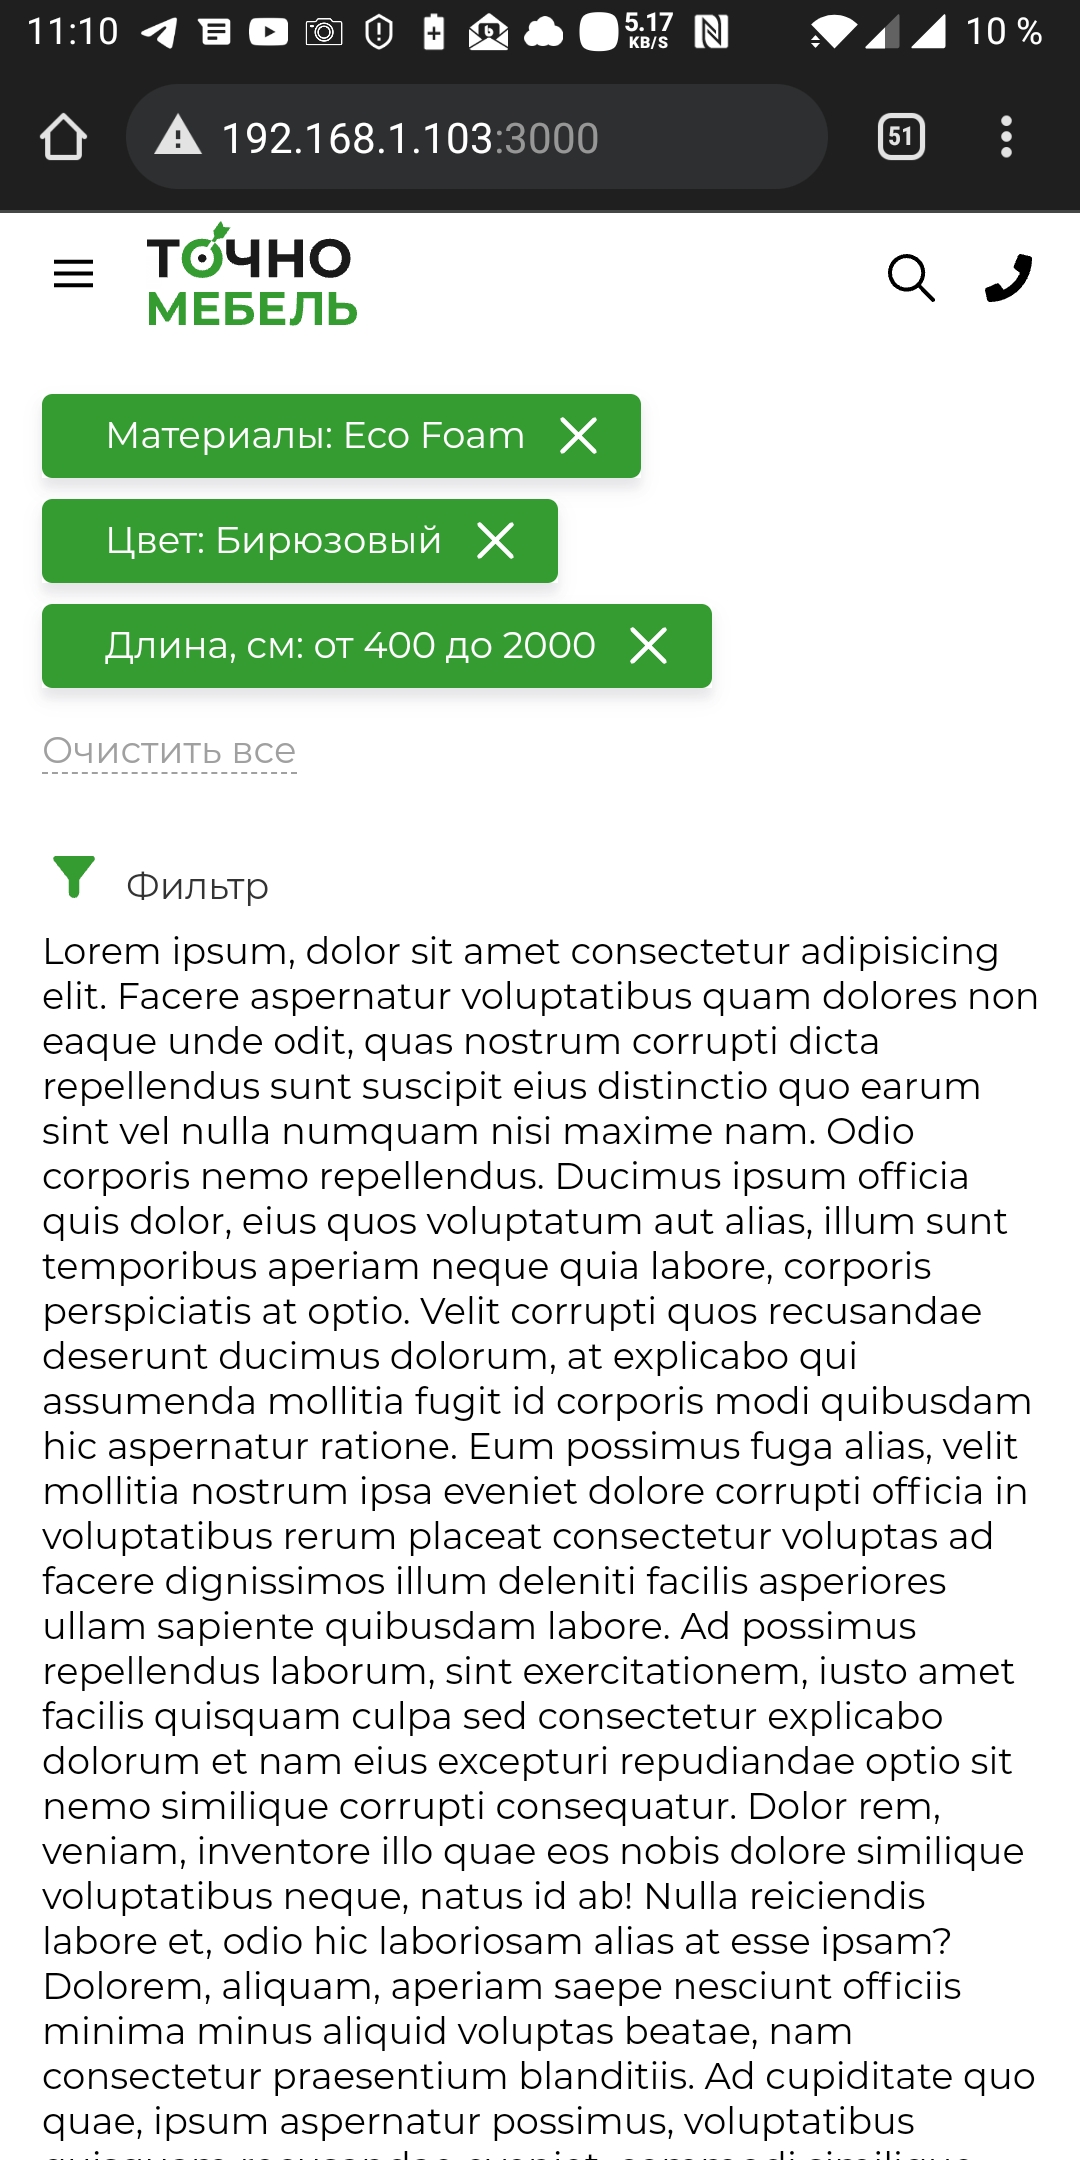 11:10
5.17
KB/S
10 %
192.168.1.103:3000
51
ТОЧНО
МЕБЕЛЬ
Материалы: Eco Foam
Цвет: Бирюзовый
Длина, см: от 400 до 2000
Очистить все
Фильтр
Lorem ipsum, dolor sit amet consectetur adipisicing
elit. Facere aspernatur voluptatibus quam dolores non
eaque unde odit, quas nostrum corrupti dicta
repellendus sunt suscipit eius distinctio quo earum
sint vel nulla numquam nisi maxime nam. Odio
corporis nemo repellendus. Ducimus ipsum officia
quis dolor, eius quos voluptatum aut alias, illum sunt
temporibus aperiam neque quia labore, corporis
perspiciatis at optio. Velit corrupti quos recusandae
deserunt ducimus dolorum, at explicabo qui
assumenda mollitia fugit id corporis modi quibusdam
hic aspernatur ratione. Eum possimus fuga alias, velit
mollitia nostrum ipsa eveniet dolore corrupti officia in
voluptatibus rerum placeat consectetur voluptas ad
facere dignissimos illum deleniti facilis asperiores
ullam sapiente quibusdam labore. Ad possimus
repellendus laborum, sint exercitationem, iusto amet
facilis quisquam culpa sed consectetur explicabo
dolorum et nam eius excepturi repudiandae optio sit
nemo similique corrupti consequatur. Dolor rem,
veniam, inventore illo quae eos nobis dolore similique
voluptatibus neque, natus id ab! Nulla reiciendis
labore et, odio hic laboriosam alias at esse ipsam?
Dolorem, aliquam, aperiam saepe nesciunt officiis
minima minus aliquid voluptas beatae, nam
consectetur praesentium blanditiis. Ad cupiditate quo
quae, ipsum aspernatur possimus, voluptatibus